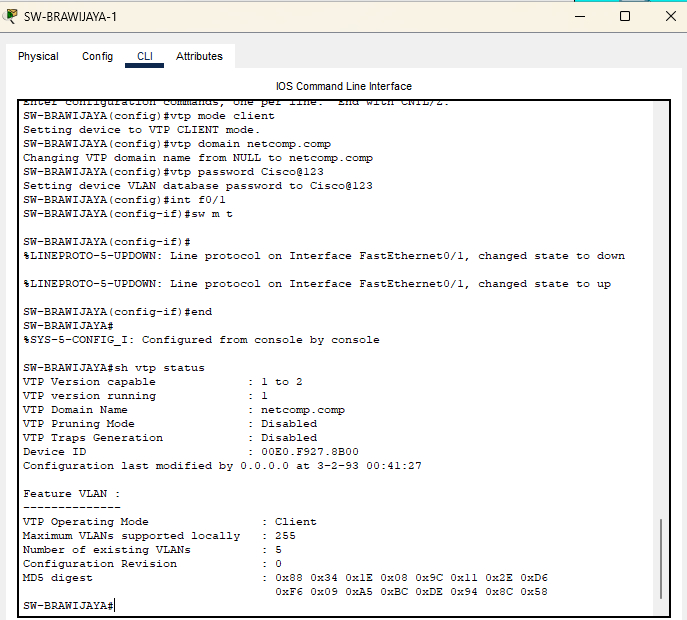 SW-BRAWIJAYA-1
Physical Config CLI Attributes
IOS Command Line Interface
Enter configuration commands, one per line. End with CNTL/Z.
SW-BRAWIJAYA(config)#vtp mode client
Setting device to VTP CLIENT mode.
SW-BRAWIJAYA(config)#vtp domain netcomp.comp
Changing VTP domain name from NULL to netcomp.comp
SW-BRAWIJAYA(config)#vtp password Cisco@123
Setting device VLAN database password to Cisco@123
SW-BRAWIJAYA(config)#int f0/1
SW-BRAWIJAYA(config-if)#sw m t
SW-BRAWIJAYA(config-if)#
%LINEPROTO-5-UPDOWN: Line protocol on Interface FastEthernet0/1, changed state to down
%LINEPROTO-5-UPDOWN: Line protocol on Interface FastEthernet0/1, changed state to up
SW-BRAWIJAYA(config-if)#end
SW-BRAWIJAYA#
%SYS-5-CONFIG_I: Configured from console by console
SW-BRAWIJAYA#sh vtp status
VTP Version capable : 1 to 2
VTP version running : 1
VTP Domain Name : netcomp.comp
VTP Pruning Mode : Disabled
VTP Traps Generation : Disabled
Device ID : 00E0.F927.8B00
Configuration last modified by 0.0.0.0 at 3-2-93 00:41:27
Feature VLAN :
--------------
VTP Operating Mode : Client
Maximum VLANs supported locally : 255
Number of existing VLANs : 5
Configuration Revision : 0
MD5 digest : 0x88 0x34 0x1E 0x08 0x9C 0x11 0x2E 0xD6
0xF6 0x09 0xA5 0xBC 0xDE 0x94 0x8C 0x58
SW-BRAWIJAYA#